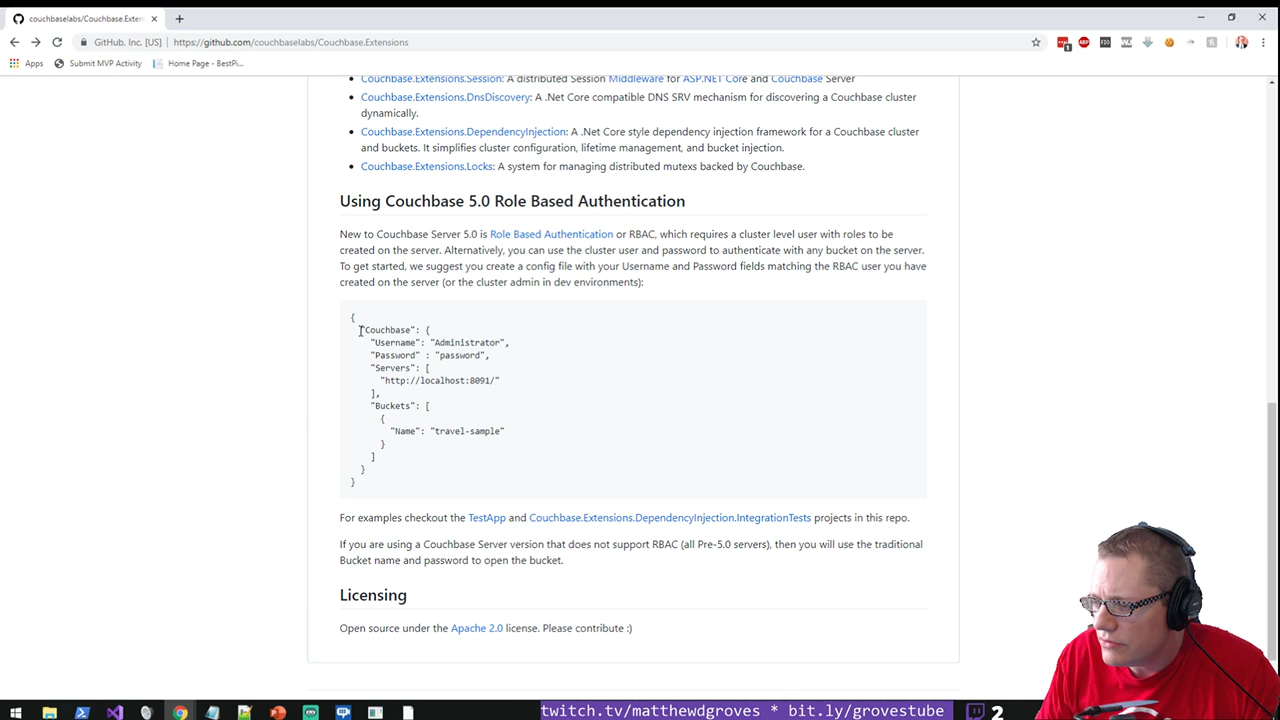 couchbaselabs/Couchbase.Exten
GitHub, Inc. [US] | https://github.com/couchbaselabs/Couchbase.Extensions
Apps Submit MVP Activity Home Page - BestPi...
Couchbase.Extensions.Session: A distributed Session Middleware for ASP.NET Core and Couchbase Server
Couchbase.Extensions.DnsDiscovery: A .Net Core compatible DNS SRV mechanism for discovering a Couchbase cluster
dynamically.
Couchbase.Extensions.DependencyInjection: A .Net Core style dependency injection framework for a Couchbase cluster
and buckets. It simplifies cluster configuration, lifetime management, and bucket injection.
Couchbase.Extensions.Locks: A system for managing distributed mutexs backed by Couchbase.
Using Couchbase 5.0 Role Based Authentication
New to Couchbase Server 5.0 is Role Based Authentication or RBAC, which requires a cluster level user with roles to be
created on the server. Alternatively, you can use the cluster user and password to authenticate with any bucket on the server.
To get started, we suggest you create a config file with your Username and Password fields matching the RBAC user you have
created on the server (or the cluster admin in dev environments):
{
"Couchbase": {
"Username": "Administrator",
"Password" : "password",
"Servers": [
"http://localhost:8091/"
],
"Buckets": [
{
"Name": "travel-sample"
}
]
}
}
For examples checkout the TestApp and Couchbase.Extensions.DependencyInjection.IntegrationTests projects in this repo.
If you are using a Couchbase Server version that does not support RBAC (all Pre-5.0 servers), then you will use the traditional
Bucket name and password to open the bucket.
Licensing
Open source under the Apache 2.0 license. Please contribute :)
twitch.tv/matthewdgroves * bit.ly/grovestube 2